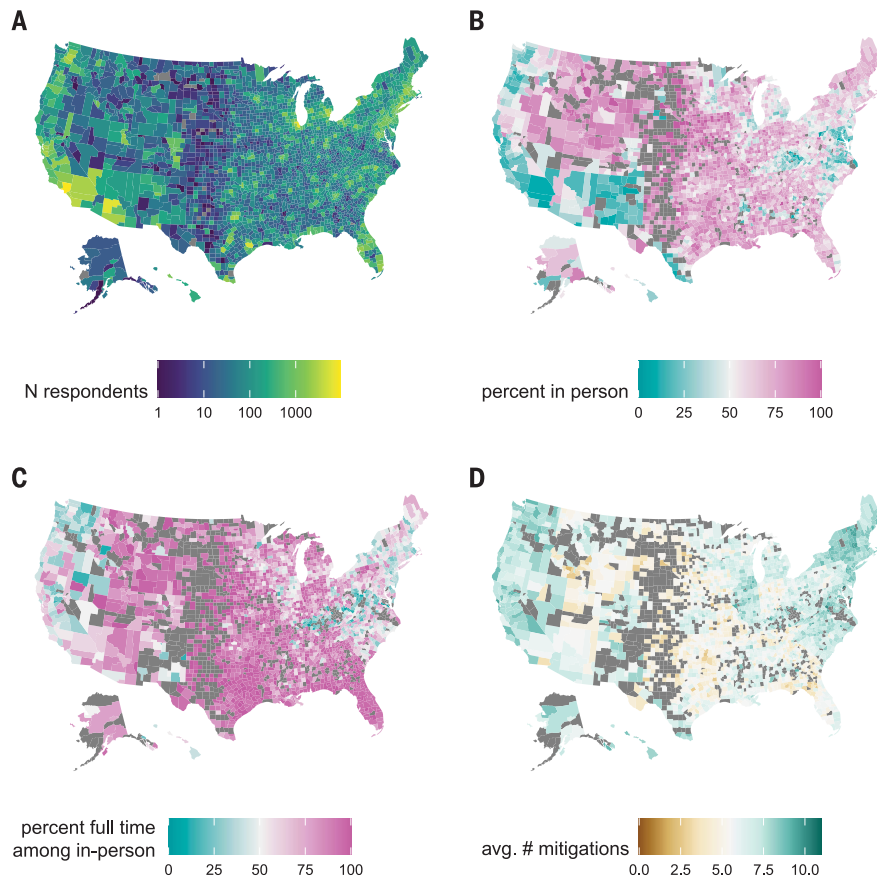 A
B
N respondents
1 10 100 1000
percent in person
0 25 50 75 100
C
D
percent full time
among in-person
0 25 50 75 100
avg. # mitigations
0.0 2.5 5.0 7.5 10.0